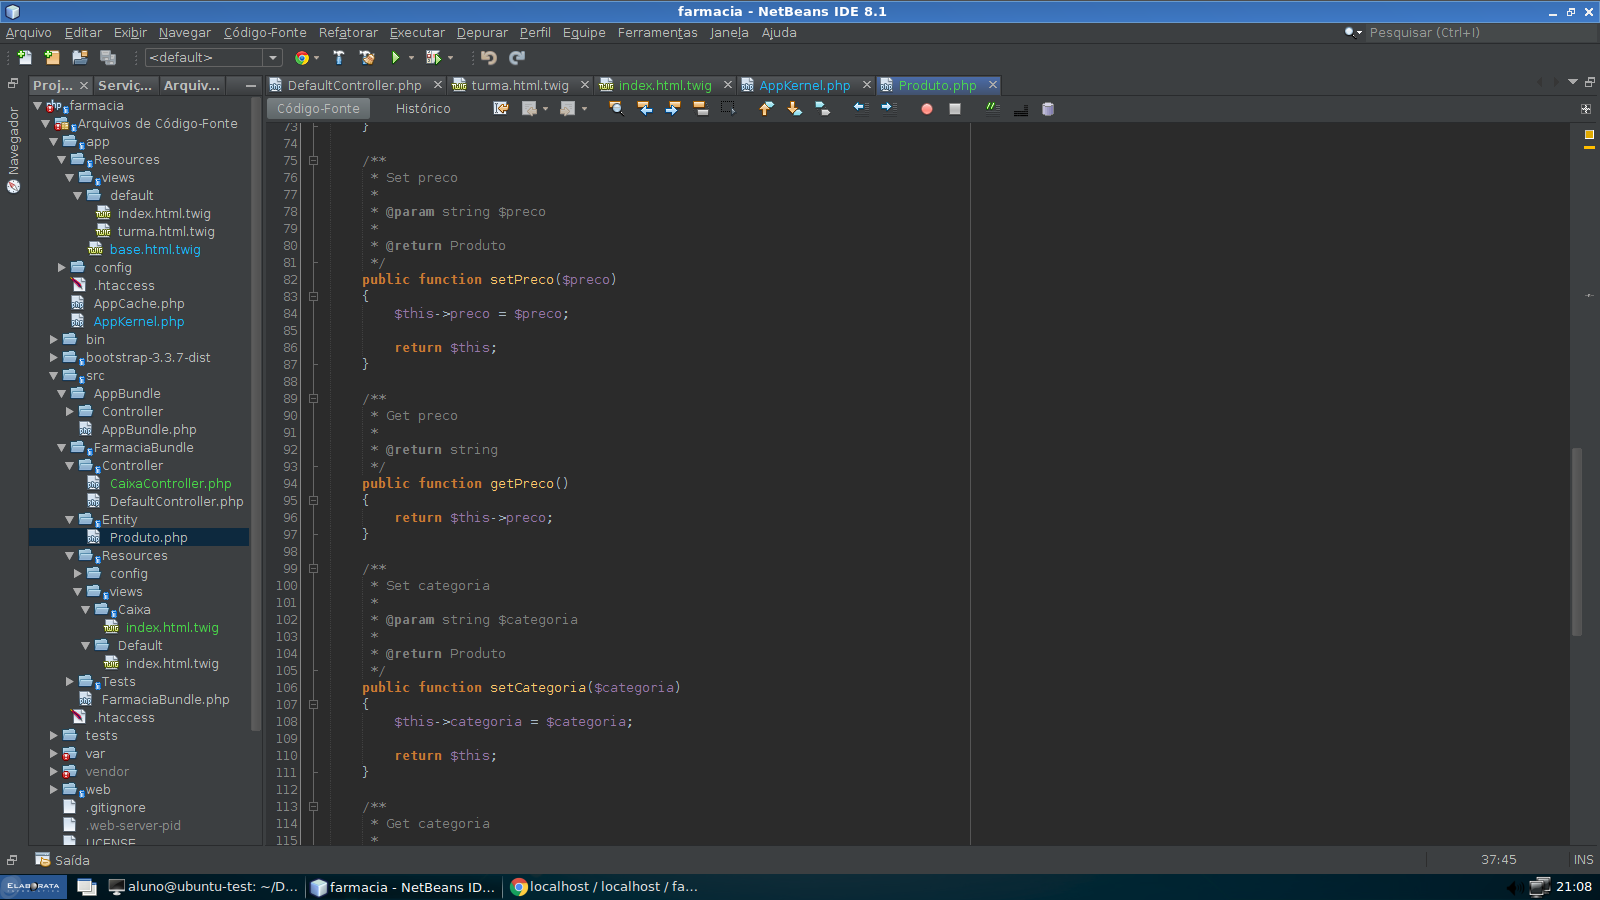 farmacia - NetBeans IDE 8.1
Arquivo Editar Exibir Navegar Código-Fonte Refatorar Executar Depurar Perfil Equipe Ferramentas Janela Ajuda Pesquisar (Ctrl+I)
<default>
Proj... Serviç... Arquiv...
DefaultController.php turma.html.twig index.html.twig AppKernel.php Produto.php
Código-Fonte Histórico
Navegador
farmacia
Arquivos de Código-Fonte
app
Resources
views
default
index.html.twig
turma.html.twig
base.html.twig
config
.htaccess
AppCache.php
AppKernel.php
bin
bootstrap-3.3.7-dist
src
AppBundle
Controller
AppBundle.php
FarmaciaBundle
Controller
CaixaController.php
DefaultController.php
Entity
Produto.php
Resources
config
views
Caixa
index.html.twig
Default
index.html.twig
Tests
FarmaciaBundle.php
.htaccess
tests
var
vendor
web
.gitignore
.web-server-pid
LICENSE
73 }
74
75 /**
76 * Set preco
77 *
78 * @param string $preco
79 *
80 * @return Produto
81 */
82 public function setPreco($preco)
83 {
84 $this->preco = $preco;
85
86 return $this;
87 }
88
89 /**
90 * Get preco
91 *
92 * @return string
93 */
94 public function getPreco()
95 {
96 return $this->preco;
97 }
98
99 /**
100 * Set categoria
101 *
102 * @param string $categoria
103 *
104 * @return Produto
105 */
106 public function setCategoria($categoria)
107 {
108 $this->categoria = $categoria;
109
110 return $this;
111 }
112
113 /**
114 * Get categoria
115 *
Saída 37:45 INS
ELABORATA aluno@ubuntu-test: ~/D... farmacia - NetBeans ID... localhost / localhost / fa... 21:08